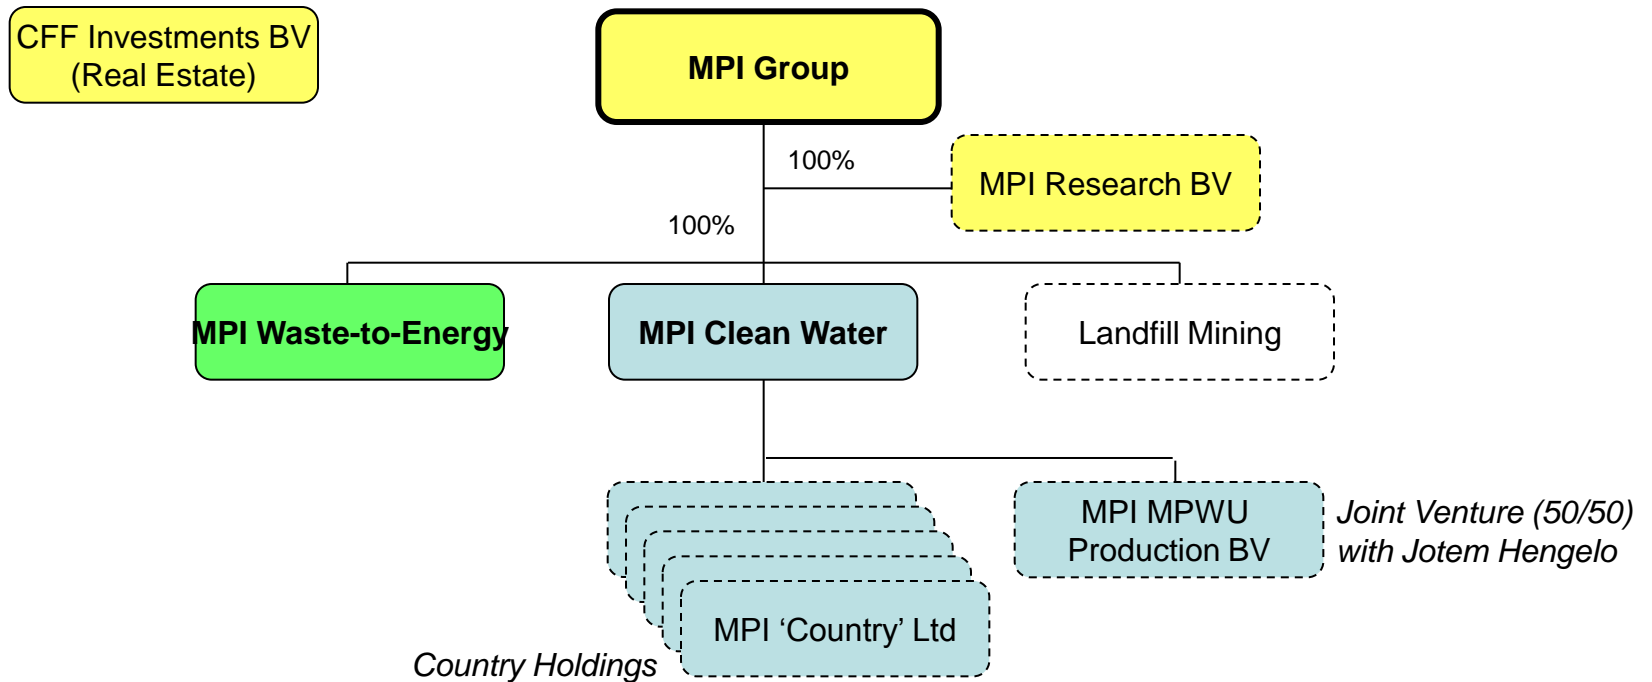 CFF Investments BV
(Real Estate)
MPI Group
100%
MPI Research BV
100%
MPI Waste-to-Energy
MPI Clean Water
Landfill Mining
MPI MPWU
Production BV
Joint Venture (50/50)
with Jotem Hengelo
MPI ‘Country’ Ltd
Country Holdings